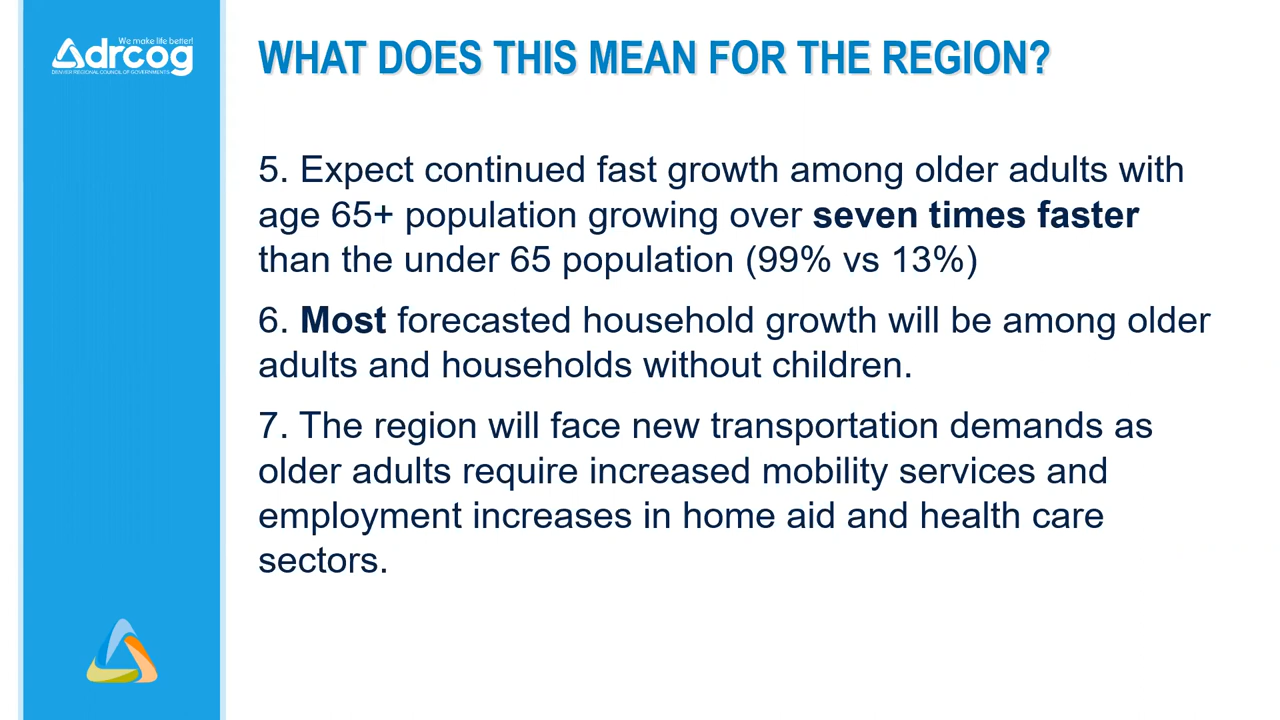 We make life better!
drcog
DENVER REGIONAL COUNCIL OF GOVERNMENTS
WHAT DOES THIS MEAN FOR THE REGION?
5. Expect continued fast growth among older adults with
age 65+ population growing over seven times faster
than the under 65 population (99% vs 13%)
6. Most forecasted household growth will be among older
adults and households without children.
7. The region will face new transportation demands as
older adults require increased mobility services and
employment increases in home aid and health care
sectors.